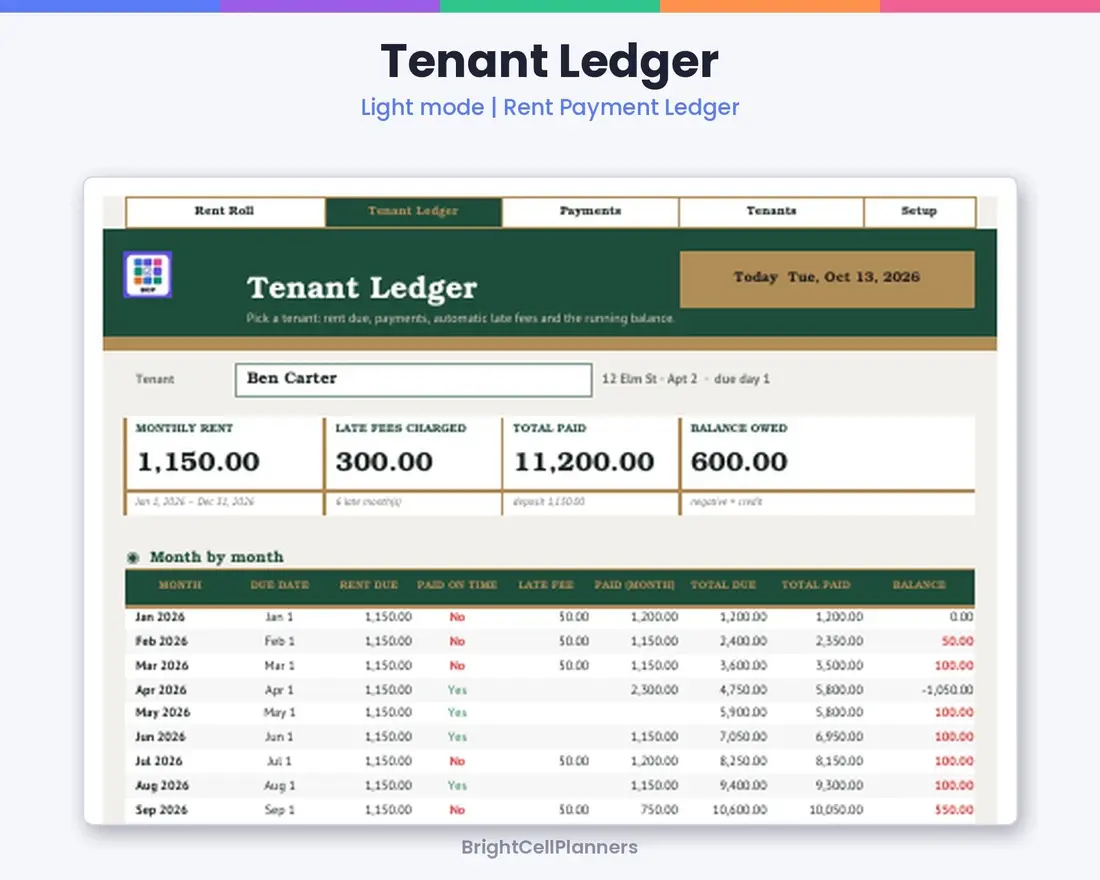 Tenant Ledger
Light mode | Rent Payment Ledger
Rent Roll Tenant Ledger Payments Tenants Setup
BCP
Tenant Ledger
Today Tue, Oct 13, 2026
Pick a tenant: rent due, payments, automatic late fees and the running balance.
Tenant Ben Carter 12 Elm St · Apt 2 · due day 1
MONTHLY RENT LATE FEES CHARGED TOTAL PAID BALANCE OWED
1,150.00 300.00 11,200.00 600.00
Jan 1, 2026 – Dec 31, 2026 6 late month(s) deposit 1,150.00 negative = credit
◉ Month by month
MONTH DUE DATE RENT DUE PAID ON TIME LATE FEE PAID (MONTH) TOTAL DUE TOTAL PAID BALANCE
Jan 2026 Jan 1 1,150.00 No 50.00 1,200.00 1,200.00 1,200.00 0.00
Feb 2026 Feb 1 1,150.00 No 50.00 1,150.00 2,400.00 2,350.00 50.00
Mar 2026 Mar 1 1,150.00 No 50.00 1,150.00 3,600.00 3,500.00 100.00
Apr 2026 Apr 1 1,150.00 Yes 2,300.00 4,750.00 5,800.00 -1,050.00
May 2026 May 1 1,150.00 Yes 5,900.00 5,800.00 100.00
Jun 2026 Jun 1 1,150.00 Yes 1,150.00 7,050.00 6,950.00 100.00
Jul 2026 Jul 1 1,150.00 No 50.00 1,200.00 8,250.00 8,150.00 100.00
Aug 2026 Aug 1 1,150.00 Yes 1,150.00 9,400.00 9,300.00 100.00
Sep 2026 Sep 1 1,150.00 No 50.00 750.00 10,600.00 10,050.00 550.00
BrightCellPlanners